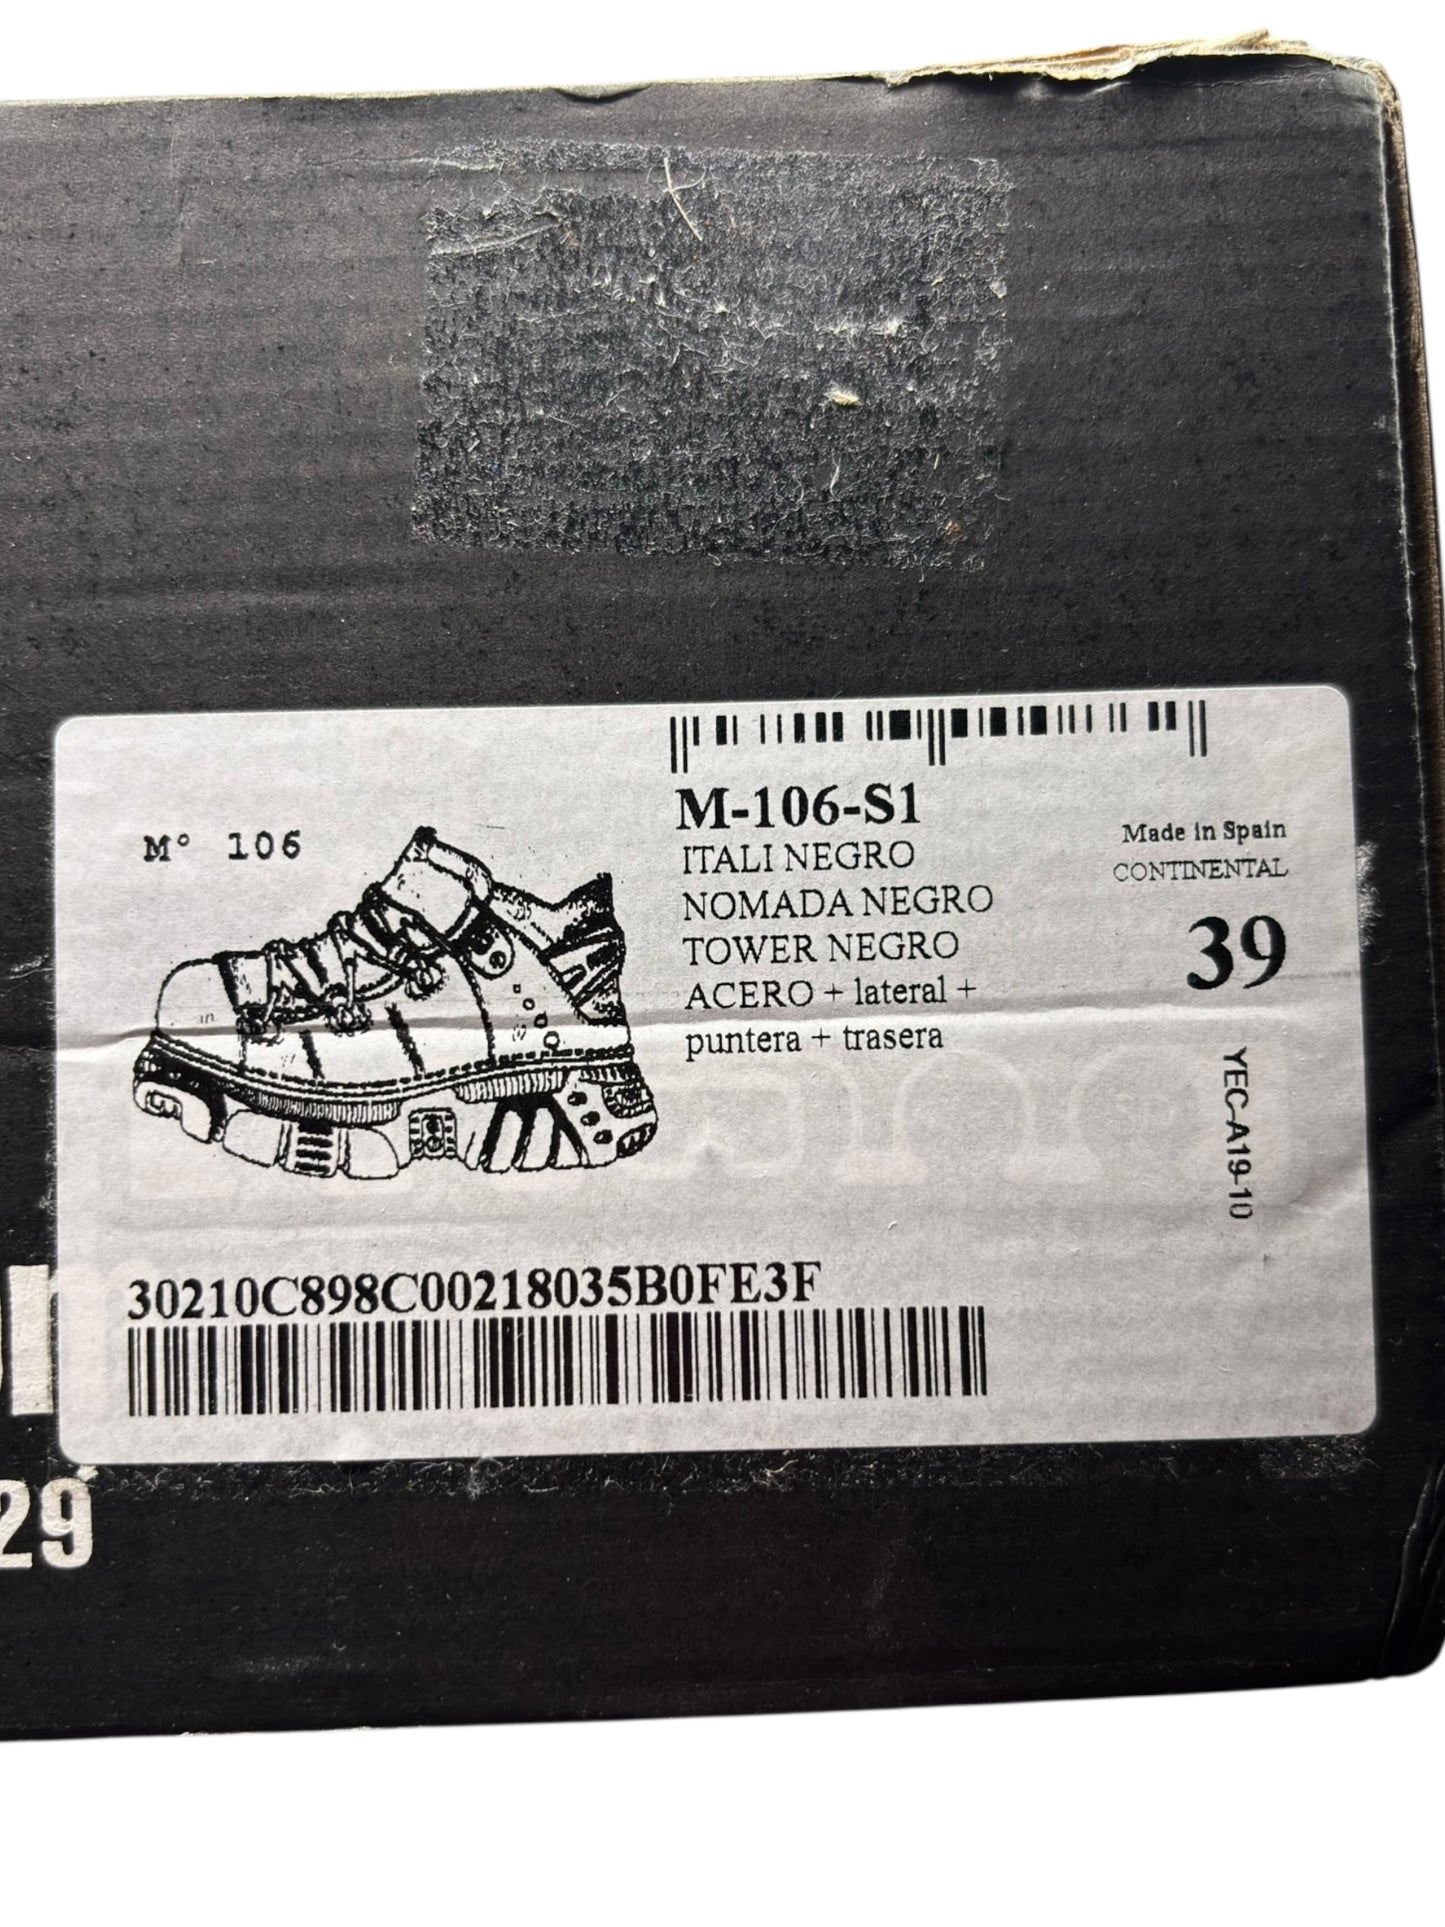 M° 106
M-106-S1
ITALI NEGRO
NOMADA NEGRO
TOWER NEGRO
ACERO + lateral +
puntera + trasera
Made in Spain
CONTINENTAL
39
YEC-A19-10
30210C898C00218035B0FE3F
29